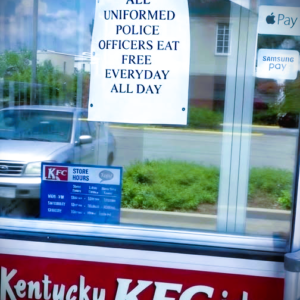 ALL
UNIFORMED
POLICE
OFFICERS EAT
FREE
EVERYDAY
ALL DAY
Pay
SAMSUNG
pay
KFC
STORE
HOURS
Kentucky KFC